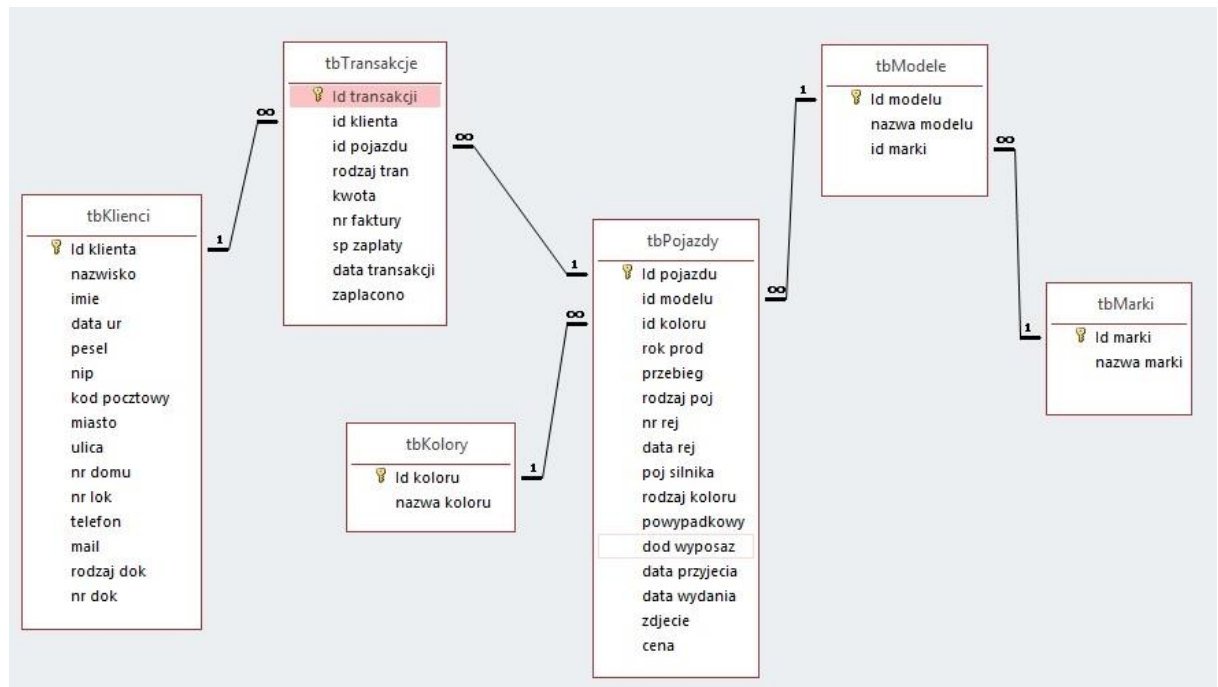 tbTransakcje
Id transakcji
id klienta
id pojazdu
rodzaj tran
kwota
nr faktury
sp zaplaty
data transakcji
zaplacono
tbModele
Id modelu
nazwa modelu
id marki
tbKlienci
Id klienta
nazwisko
imie
data ur
pesel
nip
kod pocztowy
miasto
ulica
nr domu
nr lok
telefon
mail
rodzaj dok
nr dok
tbPojazdy
Id pojazdu
id modelu
id koloru
rok prod
przebieg
rodzaj poj
nr rej
data rej
poj silnika
rodzaj koloru
powypadkowy
dod wyposaz
data przyjecia
data wydania
zdjecie
cena
tbMarki
Id marki
nazwa marki
tbKolory
Id koloru
nazwa koloru
1
∞
∞
1
1
∞
1
∞
∞
1